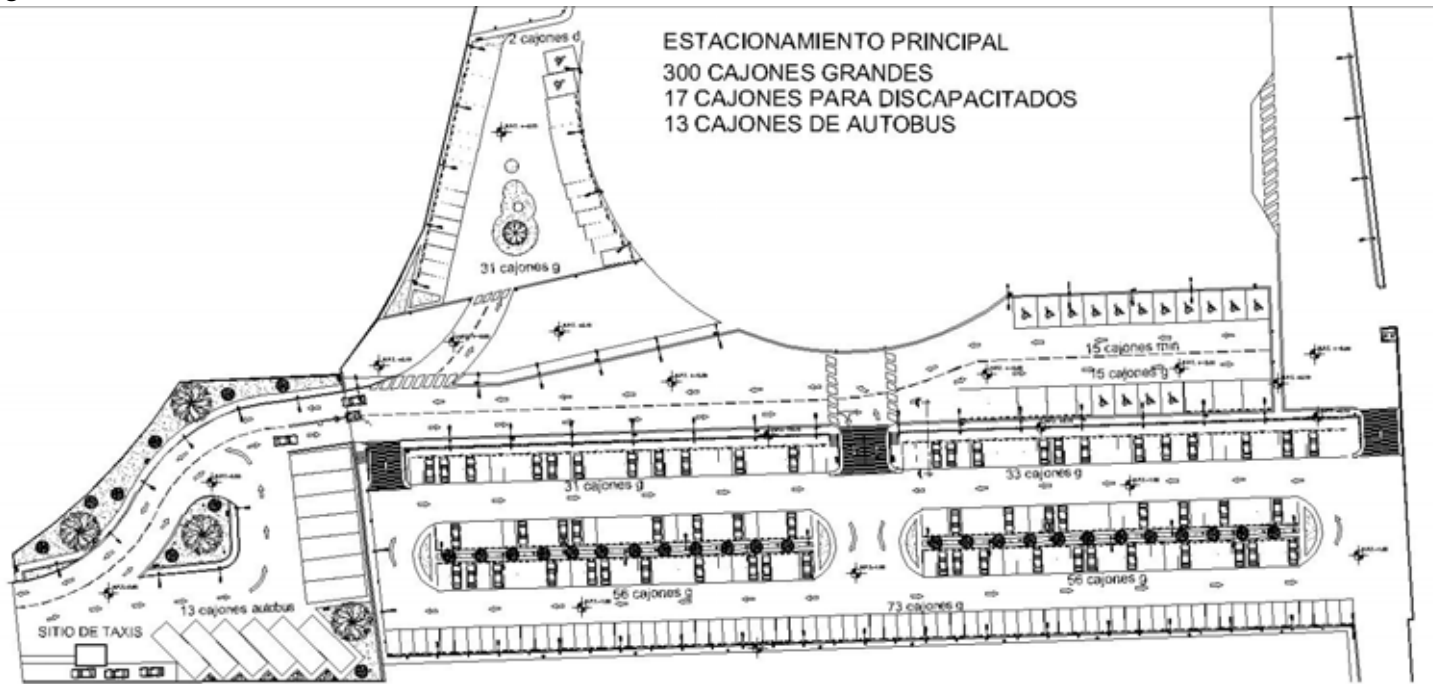 ESTACIONAMIENTO PRINCIPAL
300 CAJONES GRANDES
17 CAJONES PARA DISCAPACITADOS
13 CAJONES DE AUTOBUS
2 cajones d
31 cajones g
15 cajones min
15 cajones g
31 cajones g
33 cajones g
56 cajones g
56 cajones g
73 cajones g
13 cajones autobus
SITIO DE TAXIS